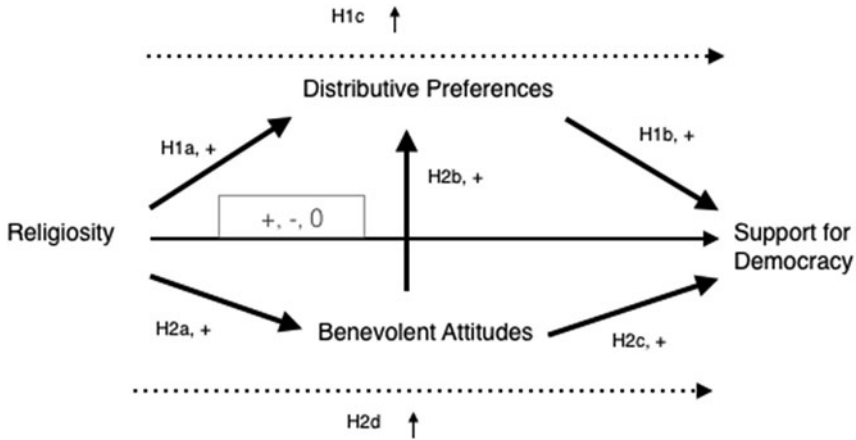 H1c ↑
Distributive Preferences
H1a, +
H1b, +
H2b, +
+, -, 0
Religiosity
Support for
Democracy
H2a, +
Benevolent Attitudes
H2c, +
H2d ↑